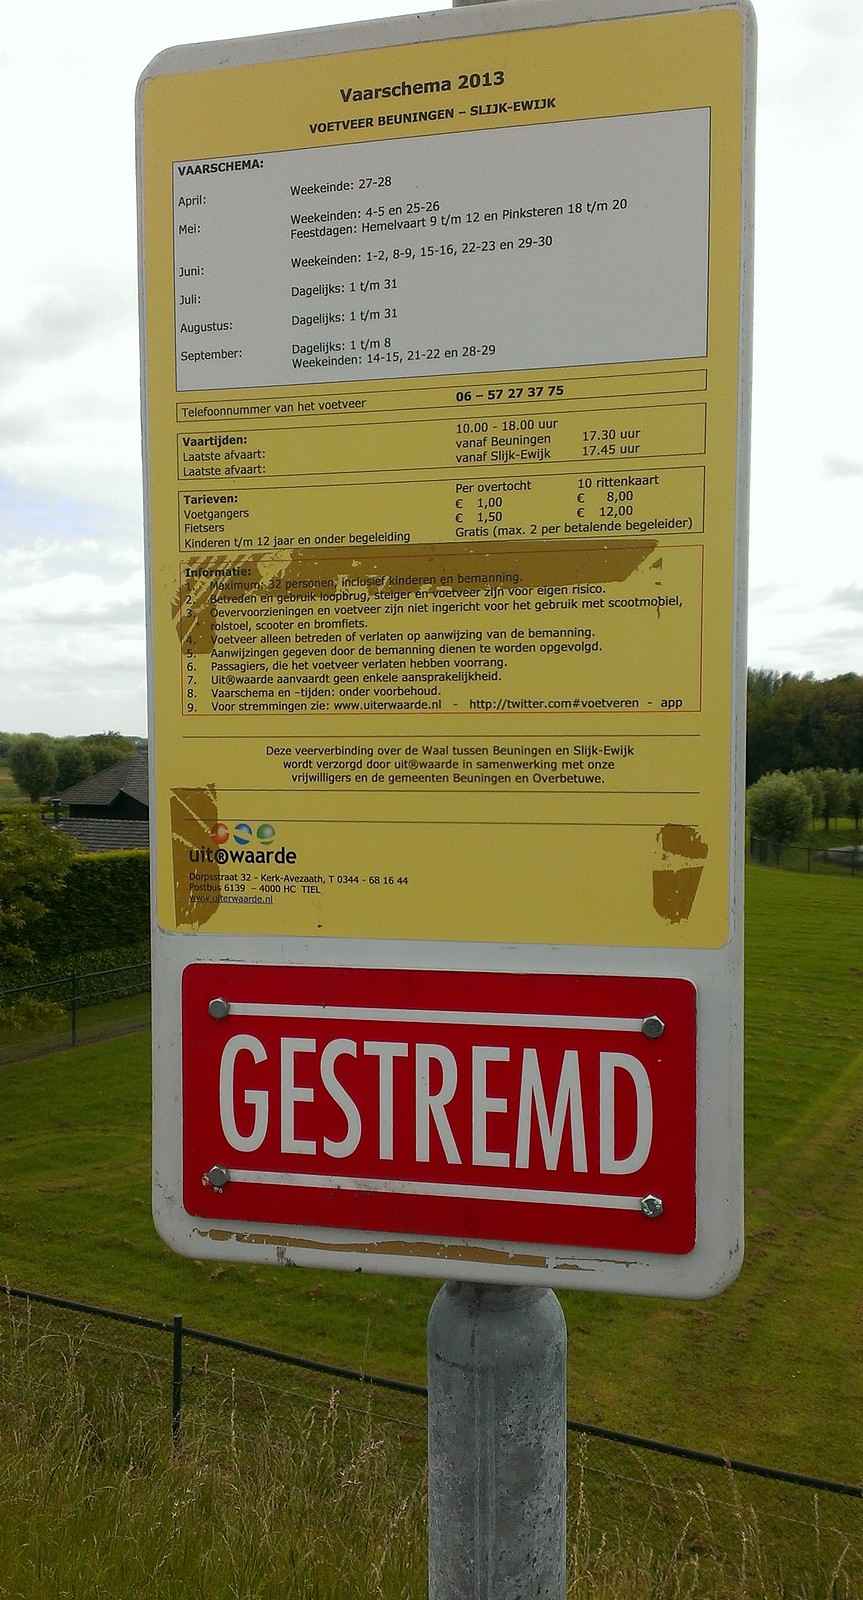 Vaarschema 2013
VOETVEER BEUNINGEN – SLIJK-EWIJK
VAARSCHEMA:
April: Weekeinde: 27-28
Mei: Weekeinden: 4-5 en 25-26
Feestdagen: Hemelvaart 9 t/m 12 en Pinksteren 18 t/m 20
Juni: Weekeinden: 1-2, 8-9, 15-16, 22-23 en 29-30
Juli: Dagelijks: 1 t/m 31
Augustus: Dagelijks: 1 t/m 31
September: Dagelijks: 1 t/m 8
Weekeinden: 14-15, 21-22 en 28-29
Telefoonnummer van het voetveer 06 – 57 27 37 75
Vaartijden: 10.00 - 18.00 uur
Laatste afvaart: vanaf Beuningen 17.30 uur
Laatste afvaart: vanaf Slijk-Ewijk 17.45 uur
Tarieven: Per overtocht 10 rittenkaart
Voetgangers € 1,00 € 8,00
Fietsers € 1,50 € 12,00
Kinderen t/m 12 jaar en onder begeleiding Gratis (max. 2 per betalende begeleider)
Informatie:
1. Maximum: 32 personen, inclusief kinderen en bemanning.
2. Betreden en gebruik loopbrug, steiger en voetveer zijn voor eigen risico.
3. Oevervoorzieningen en voetveer zijn niet ingericht voor het gebruik met scootmobiel,
rolstoel, scooter en bromfiets.
4. Voetveer alleen betreden of verlaten op aanwijzing van de bemanning.
5. Aanwijzingen gegeven door de bemanning dienen te worden opgevolgd.
6. Passagiers, die het voetveer verlaten hebben voorrang.
7. Uit®waarde aanvaardt geen enkele aansprakelijkheid.
8. Vaarschema en –tijden: onder voorbehoud.
9. Voor stremmingen zie: www.uiterwaarde.nl - http://twitter.com#voetveren - app
Deze veerverbinding over de Waal tussen Beuningen en Slijk-Ewijk
wordt verzorgd door uit®waarde in samenwerking met onze
vrijwilligers en de gemeenten Beuningen en Overbetuwe.
uit®waarde
Dorpsstraat 32 - Kerk-Avezaath, T 0344 - 68 16 44
Postbus 6139 – 4000 HC TIEL
www.uiterwaarde.nl
GESTREMD